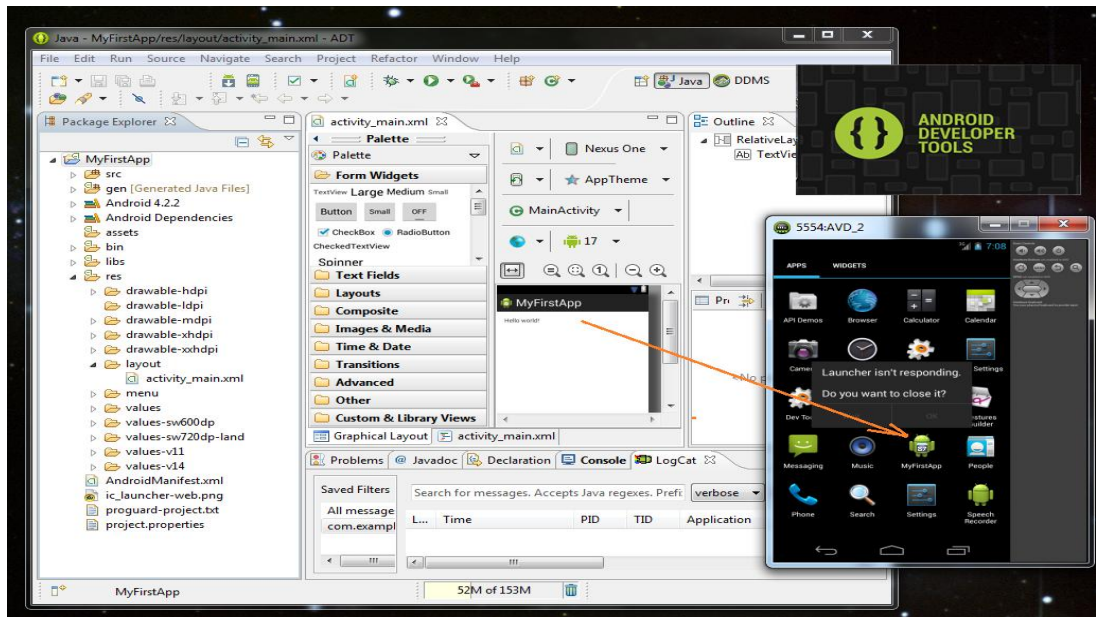 Java - MyFirstApp/res/layout/activity_main.xml - ADT
File Edit Run Source Navigate Search Project Refactor Window Help
Java DDMS
Package Explorer
MyFirstApp
src
gen [Generated Java Files]
Android 4.2.2
Android Dependencies
assets
bin
libs
res
drawable-hdpi
drawable-ldpi
drawable-mdpi
drawable-xhdpi
drawable-xxhdpi
layout
activity_main.xml
menu
values
values-sw600dp
values-sw720dp-land
values-v11
values-v14
AndroidManifest.xml
ic_launcher-web.png
proguard-project.txt
project.properties
activity_main.xml
Palette
Palette
Form Widgets
TextView Large Medium Small
Button Small OFF
CheckBox RadioButton
CheckedTextView
Spinner
Text Fields
Layouts
Composite
Images & Media
Time & Date
Transitions
Advanced
Other
Custom & Library Views
Graphical Layout activity_main.xml
Nexus One
AppTheme
MainActivity
17
MyFirstApp
Hello world!
Outline
RelativeLay
Ab TextVie
Pr
<No p
ANDROID
DEVELOPER
TOOLS
Problems @ Javadoc Declaration Console LogCat
Saved Filters
All message
com.exampl
Search for messages. Accepts Java regexes. Prefi
verbose
L... Time PID TID Application
MyFirstApp
52M of 153M
5554:AVD_2
7:08
APPS WIDGETS
API Demos Browser Calculator Calendar
Came
Settings
Launcher isn't responding.
Do you want to close it?
OK
Dev To
estures
uilder
Messaging Music MyFirstApp People
Phone Search Settings Speech
Recorder